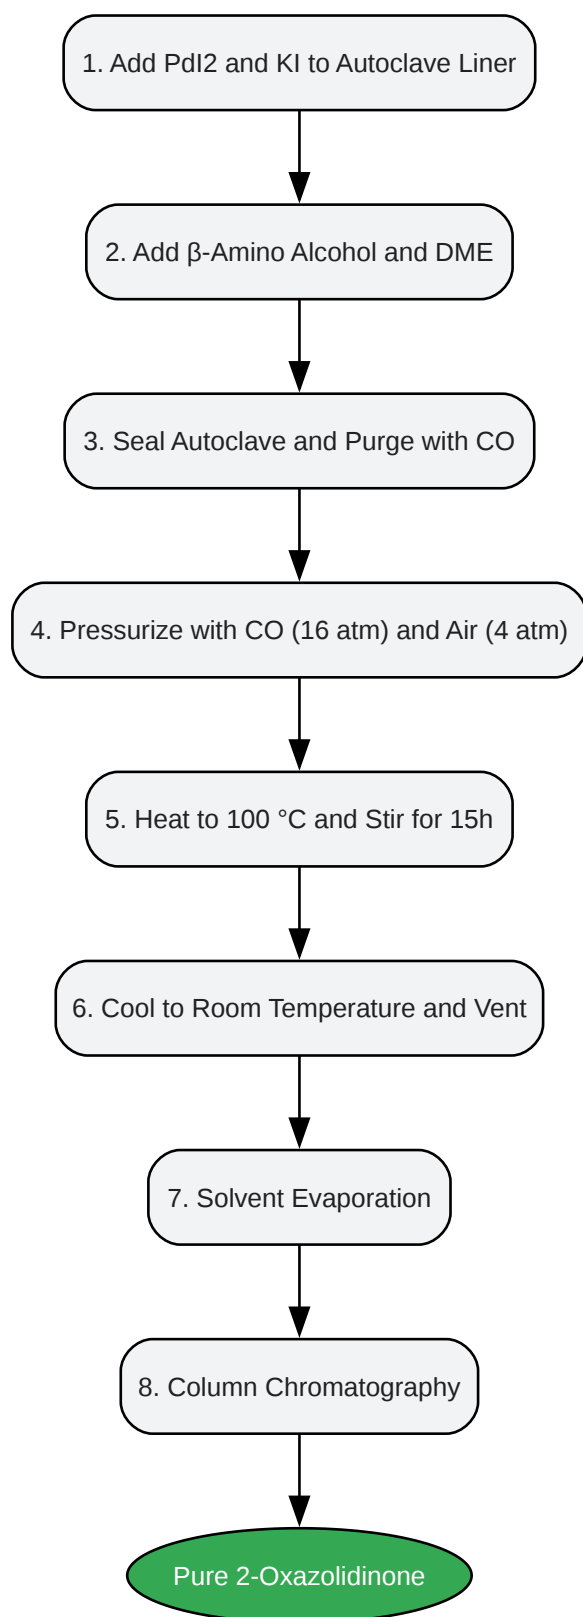 1. Add PdI2 and KI to Autoclave Liner
2. Add β-Amino Alcohol and DME
3. Seal Autoclave and Purge with CO
4. Pressurize with CO (16 atm) and Air (4 atm)
5. Heat to 100 °C and Stir for 15h
6. Cool to Room Temperature and Vent
7. Solvent Evaporation
8. Column Chromatography
Pure 2-Oxazolidinone